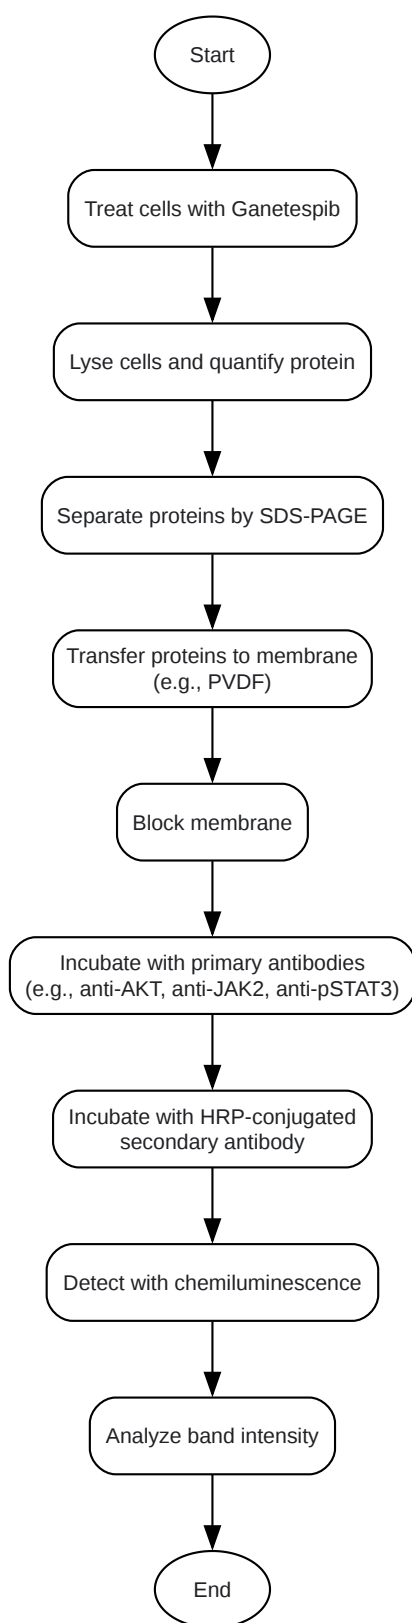 Start
Treat cells with Ganetespib
Lyse cells and quantify protein
Separate proteins by SDS-PAGE
Transfer proteins to membrane
(e.g., PVDF)
Block membrane
Incubate with primary antibodies
(e.g., anti-AKT, anti-JAK2, anti-pSTAT3)
Incubate with HRP-conjugated
secondary antibody
Detect with chemiluminescence
Analyze band intensity
End